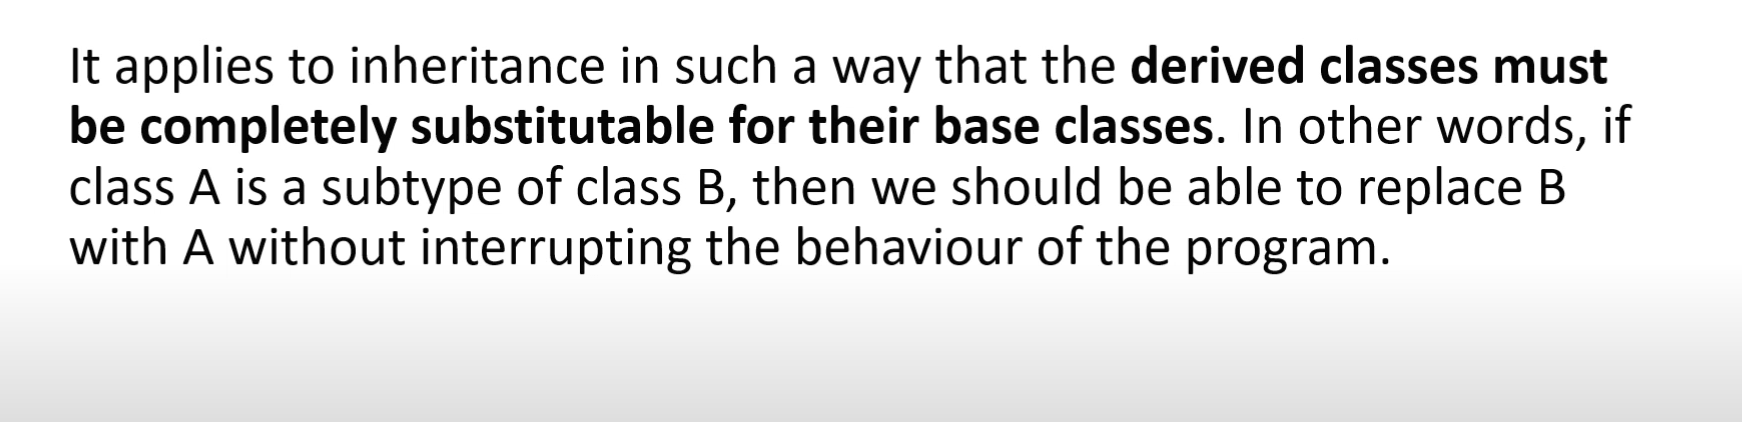 It applies to inheritance in such a way that the derived classes must
be completely substitutable for their base classes. In other words, if
class A is a subtype of class B, then we should be able to replace B
with A without interrupting the behaviour of the program.